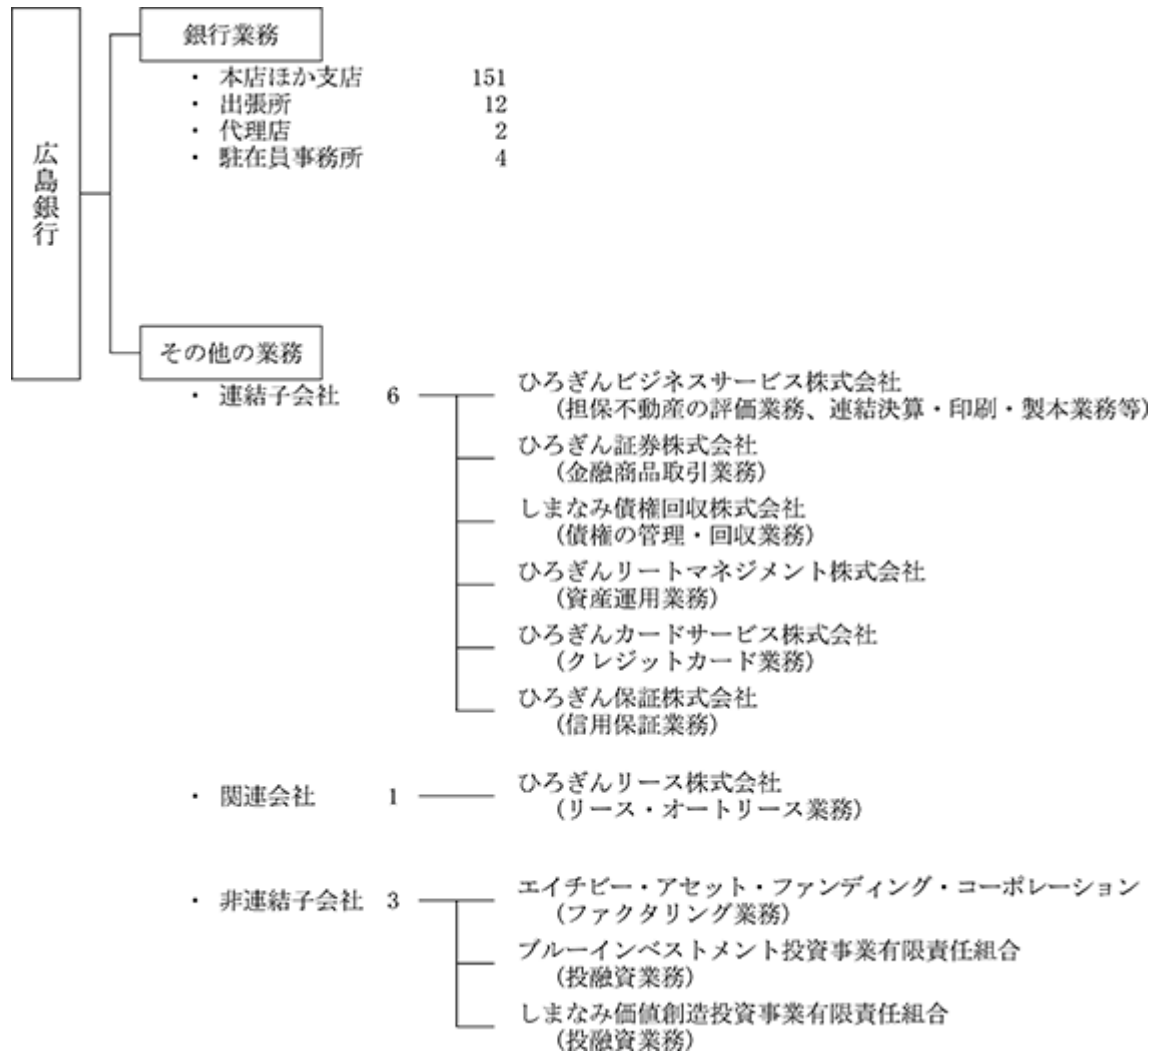 広島銀行
銀行業務
・ 本店ほか支店 151
・ 出張所 12
・ 代理店 2
・ 駐在員事務所 4
その他の業務
・ 連結子会社 6
ひろぎんビジネスサービス株式会社
(担保不動産の評価業務、連結決算・印刷・製本業務等)
ひろぎん証券株式会社
(金融商品取引業務)
しまなみ債権回収株式会社
(債権の管理・回収業務)
ひろぎんリートマネジメント株式会社
(資産運用業務)
ひろぎんカードサービス株式会社
(クレジットカード業務)
ひろぎん保証株式会社
(信用保証業務)
・ 関連会社 1
ひろぎんリース株式会社
(リース・オートリース業務)
・ 非連結子会社 3
エイチビー・アセット・ファンディング・コーポレーション
(ファクタリング業務)
ブルーインベストメント投資事業有限責任組合
(投融資業務)
しまなみ価値創造投資事業有限責任組合
(投融資業務)